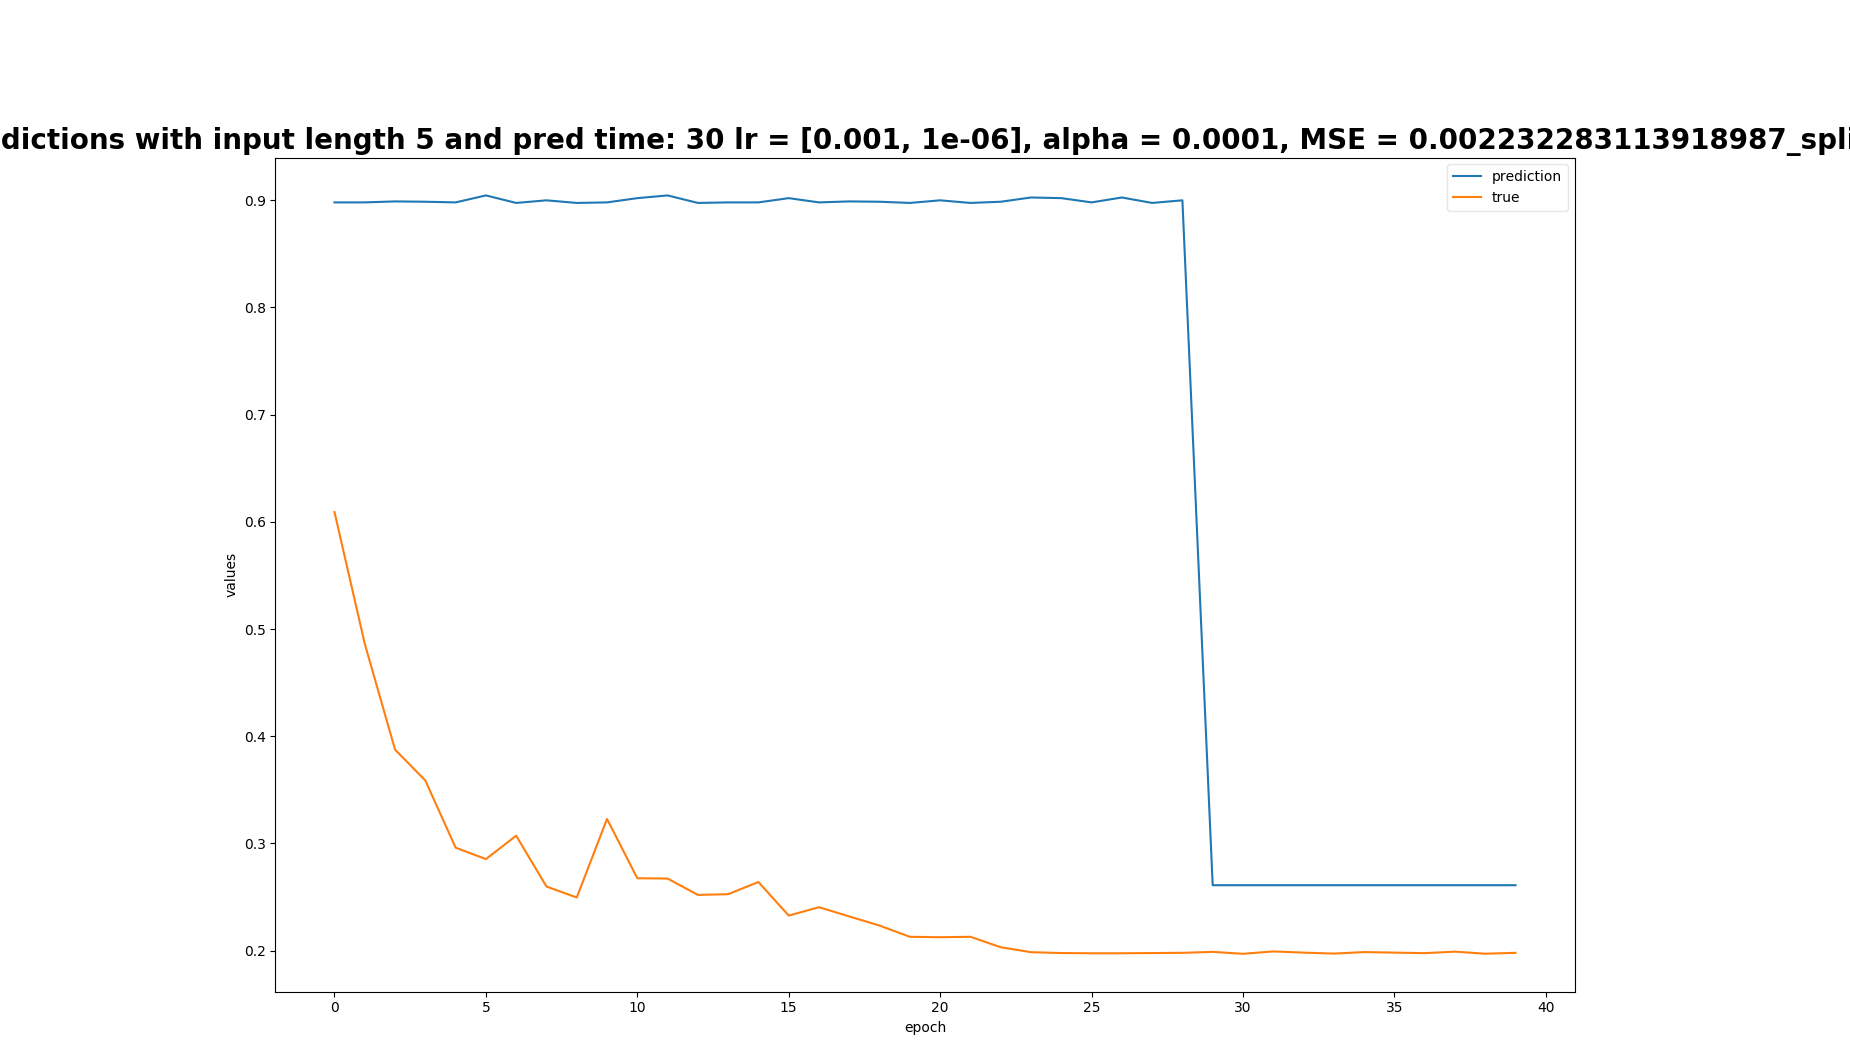 dictions with input length 5 and pred time: 30 lr = [0.001, 1e-06], alpha = 0.0001, MSE = 0.002232283113918987_spli
prediction
true
0.9
0.8
0.7
0.6
0.5
0.4
0.3
0.2
values
0 5 10 15 20 25 30 35 40
epoch